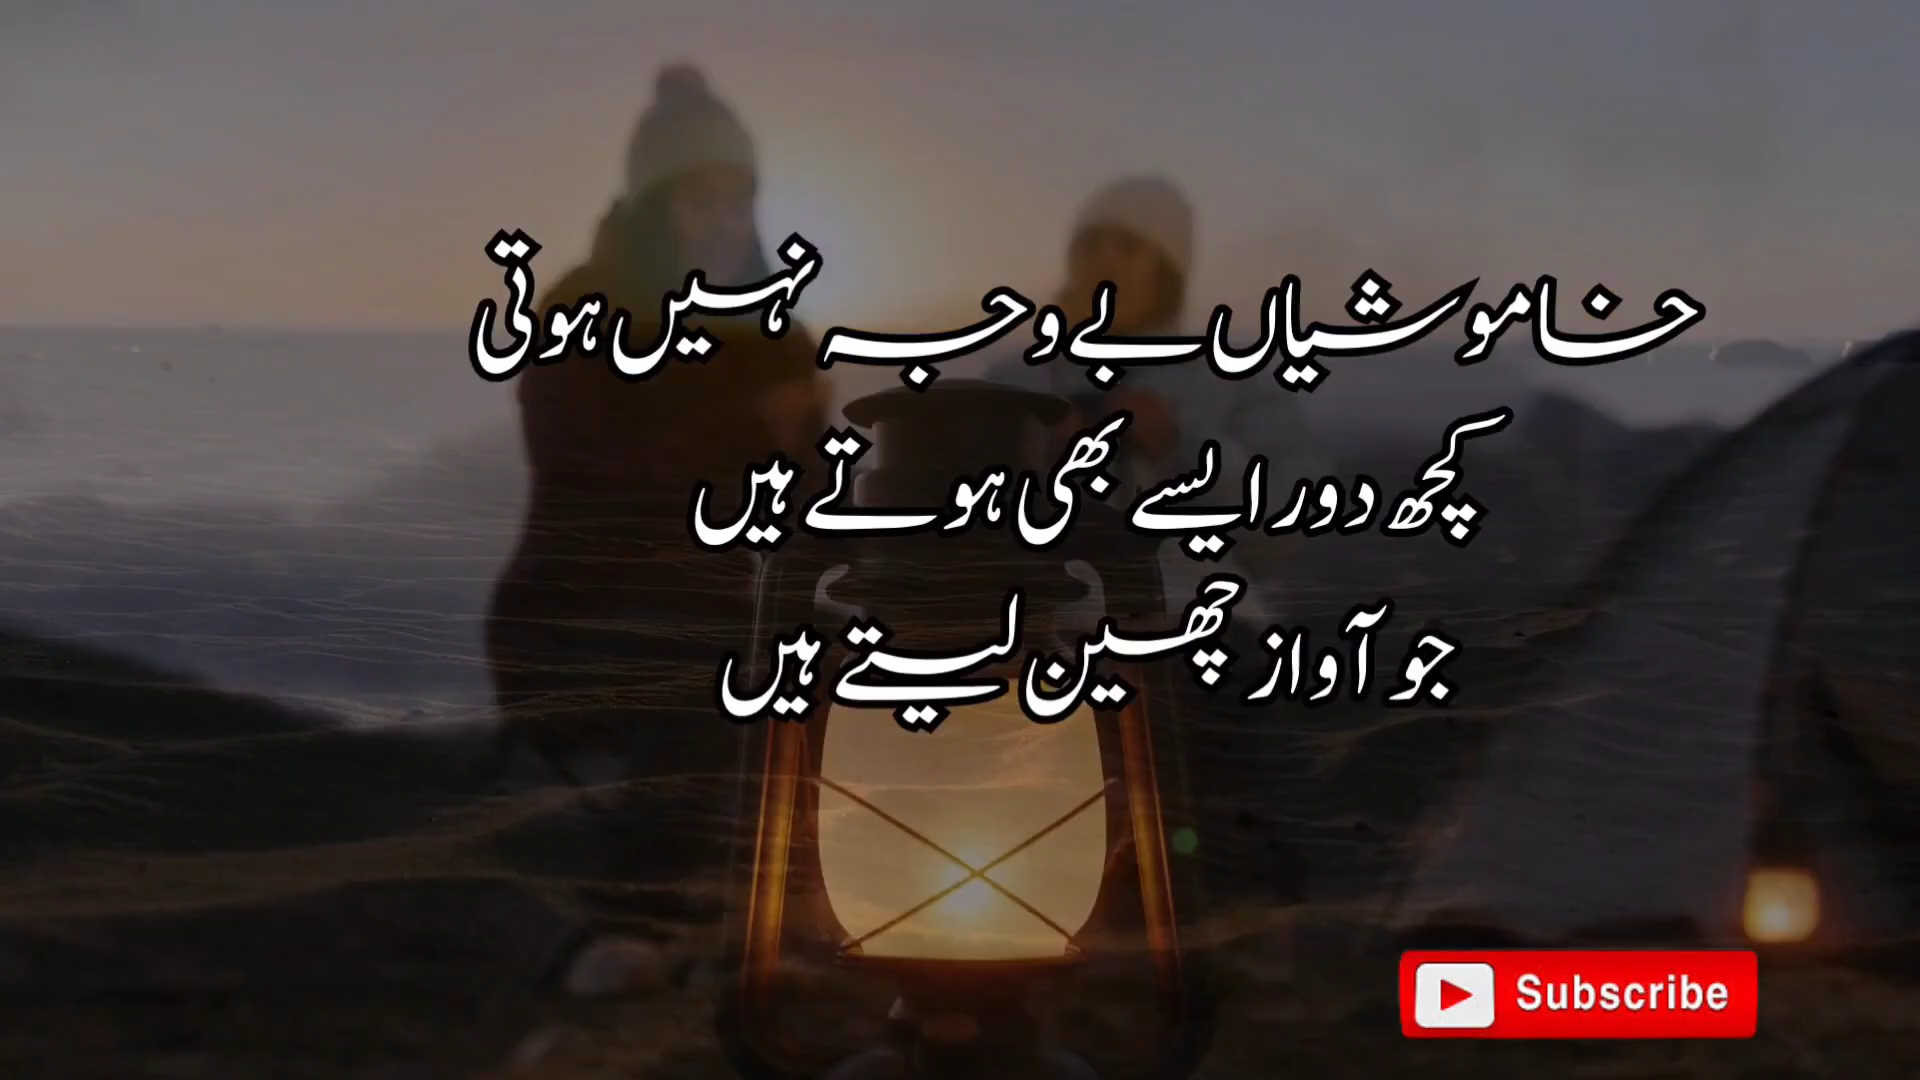 خاموشیاں بے وجہ نہیں ہوتی
کچھ دور ایسے بھی ہوتے ہیں
جو آواز چھین لیتے ہیں
Subscribe